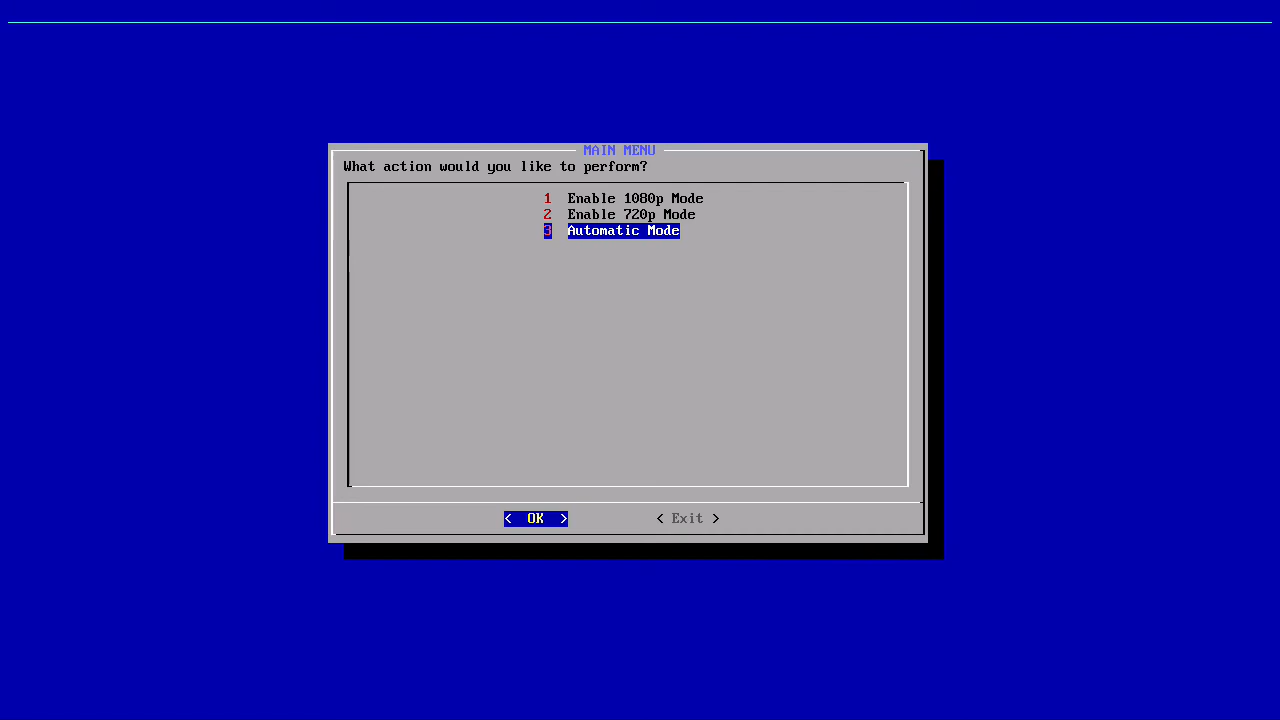 MAIN MENU
What action would you like to perform?
1 Enable 1080p Mode
2 Enable 720p Mode
3 Automatic Mode
< OK > < Exit >